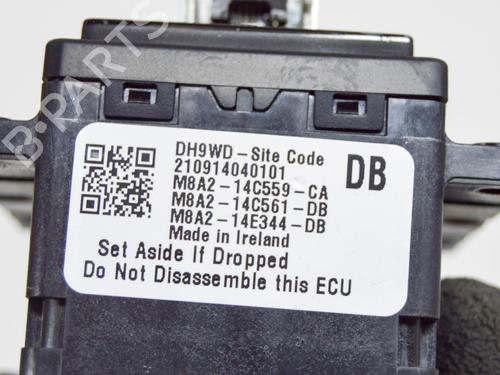 B-PARTS
DH9WD-Site Code
210914040101
DB
M8A2-14C559-CA
M8A2-14C561-DB
M8A2-14E344-DB
Made in Ireland
Set Aside If Dropped
Do Not Disassemble this ECU